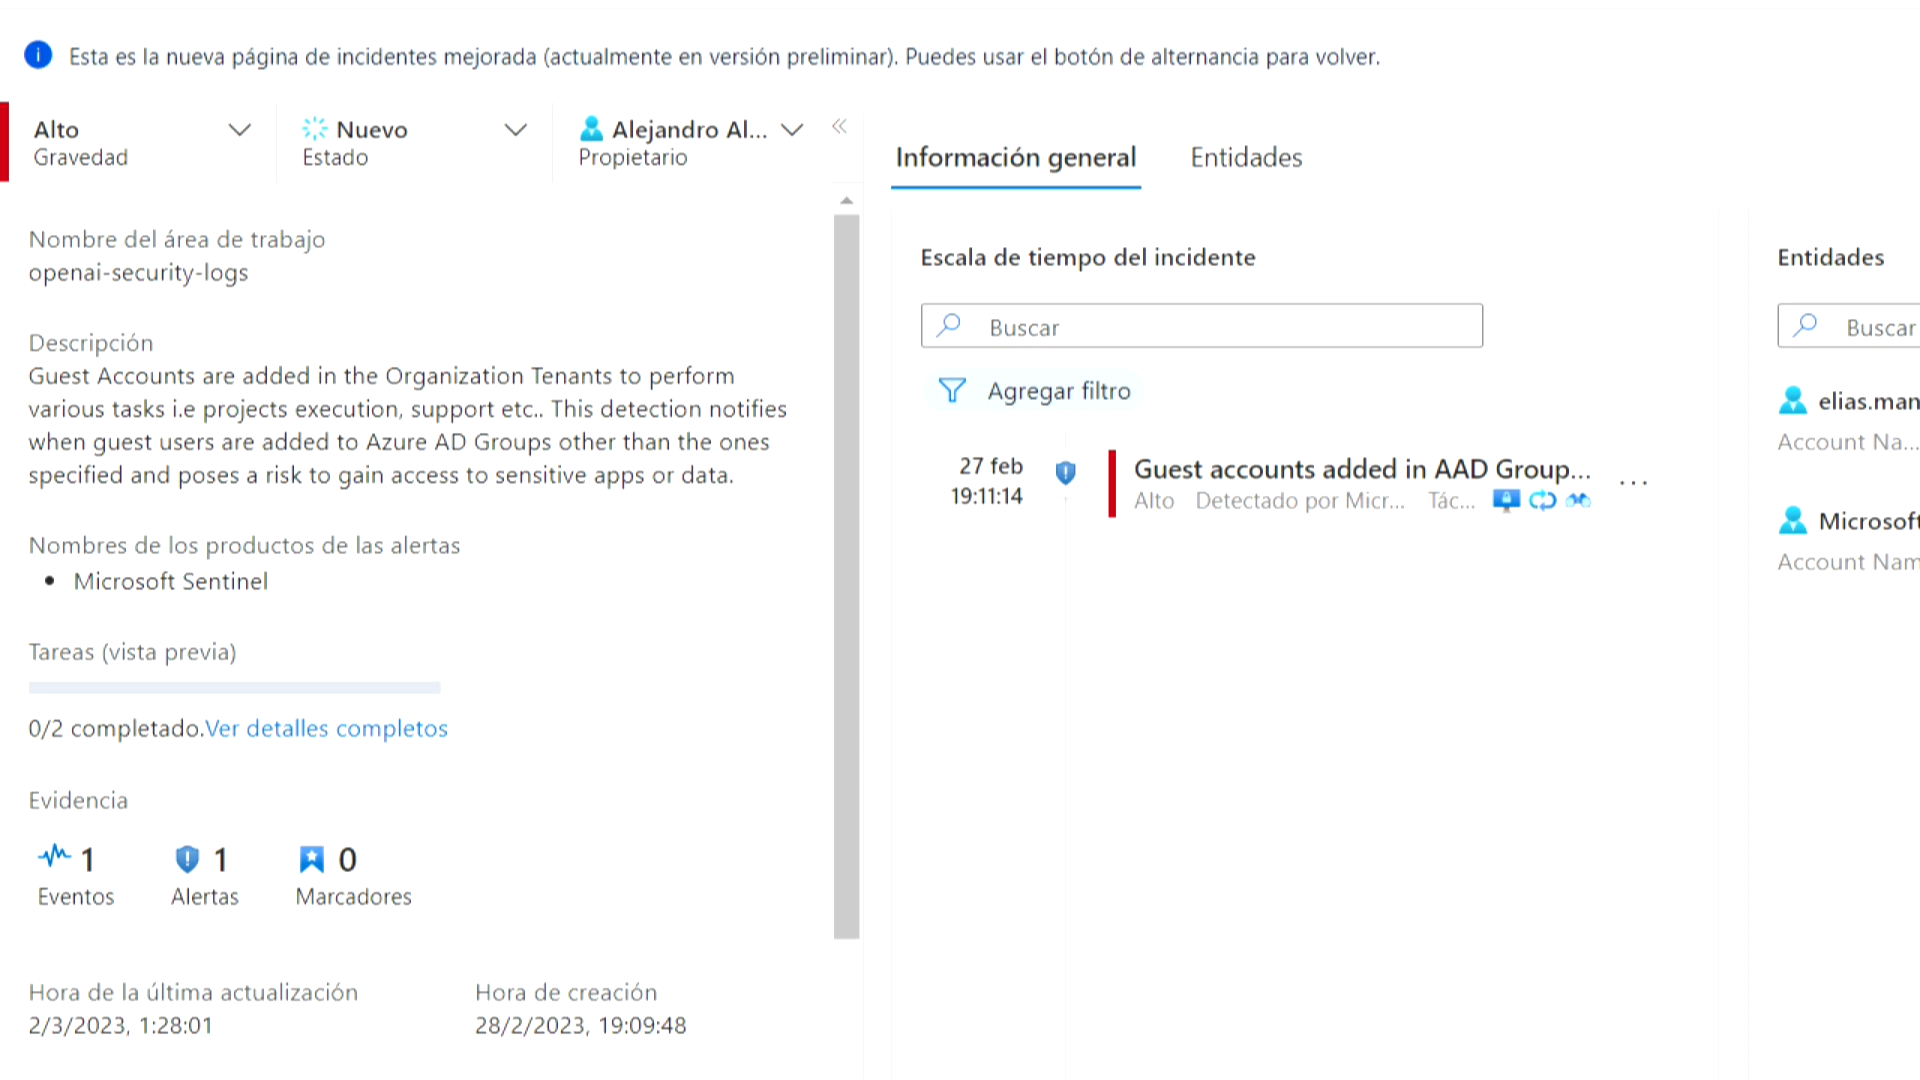 Esta es la nueva página de incidentes mejorada (actualmente en versión preliminar). Puedes usar el botón de alternancia para volver.
Alto
Gravedad
Nuevo
Estado
Alejandro Al...
Propietario
Nombre del área de trabajo
openai-security-logs
Descripción
Guest Accounts are added in the Organization Tenants to perform
various tasks i.e projects execution, support etc.. This detection notifies
when guest users are added to Azure AD Groups other than the ones
specified and poses a risk to gain access to sensitive apps or data.
Nombres de los productos de las alertas
• Microsoft Sentinel
Tareas (vista previa)
0/2 completado.Ver detalles completos
Evidencia
1
Eventos
1
Alertas
0
Marcadores
Hora de la última actualización
2/3/2023, 1:28:01
Hora de creación
28/2/2023, 19:09:48
Información general
Entidades
Escala de tiempo del incidente
Buscar
Agregar filtro
27 feb
19:11:14
Guest accounts added in AAD Group...
Alto Detectado por Micr... Tác...
...
Entidades
Buscar
elias.man
Account Na...
Microsoft
Account Nam